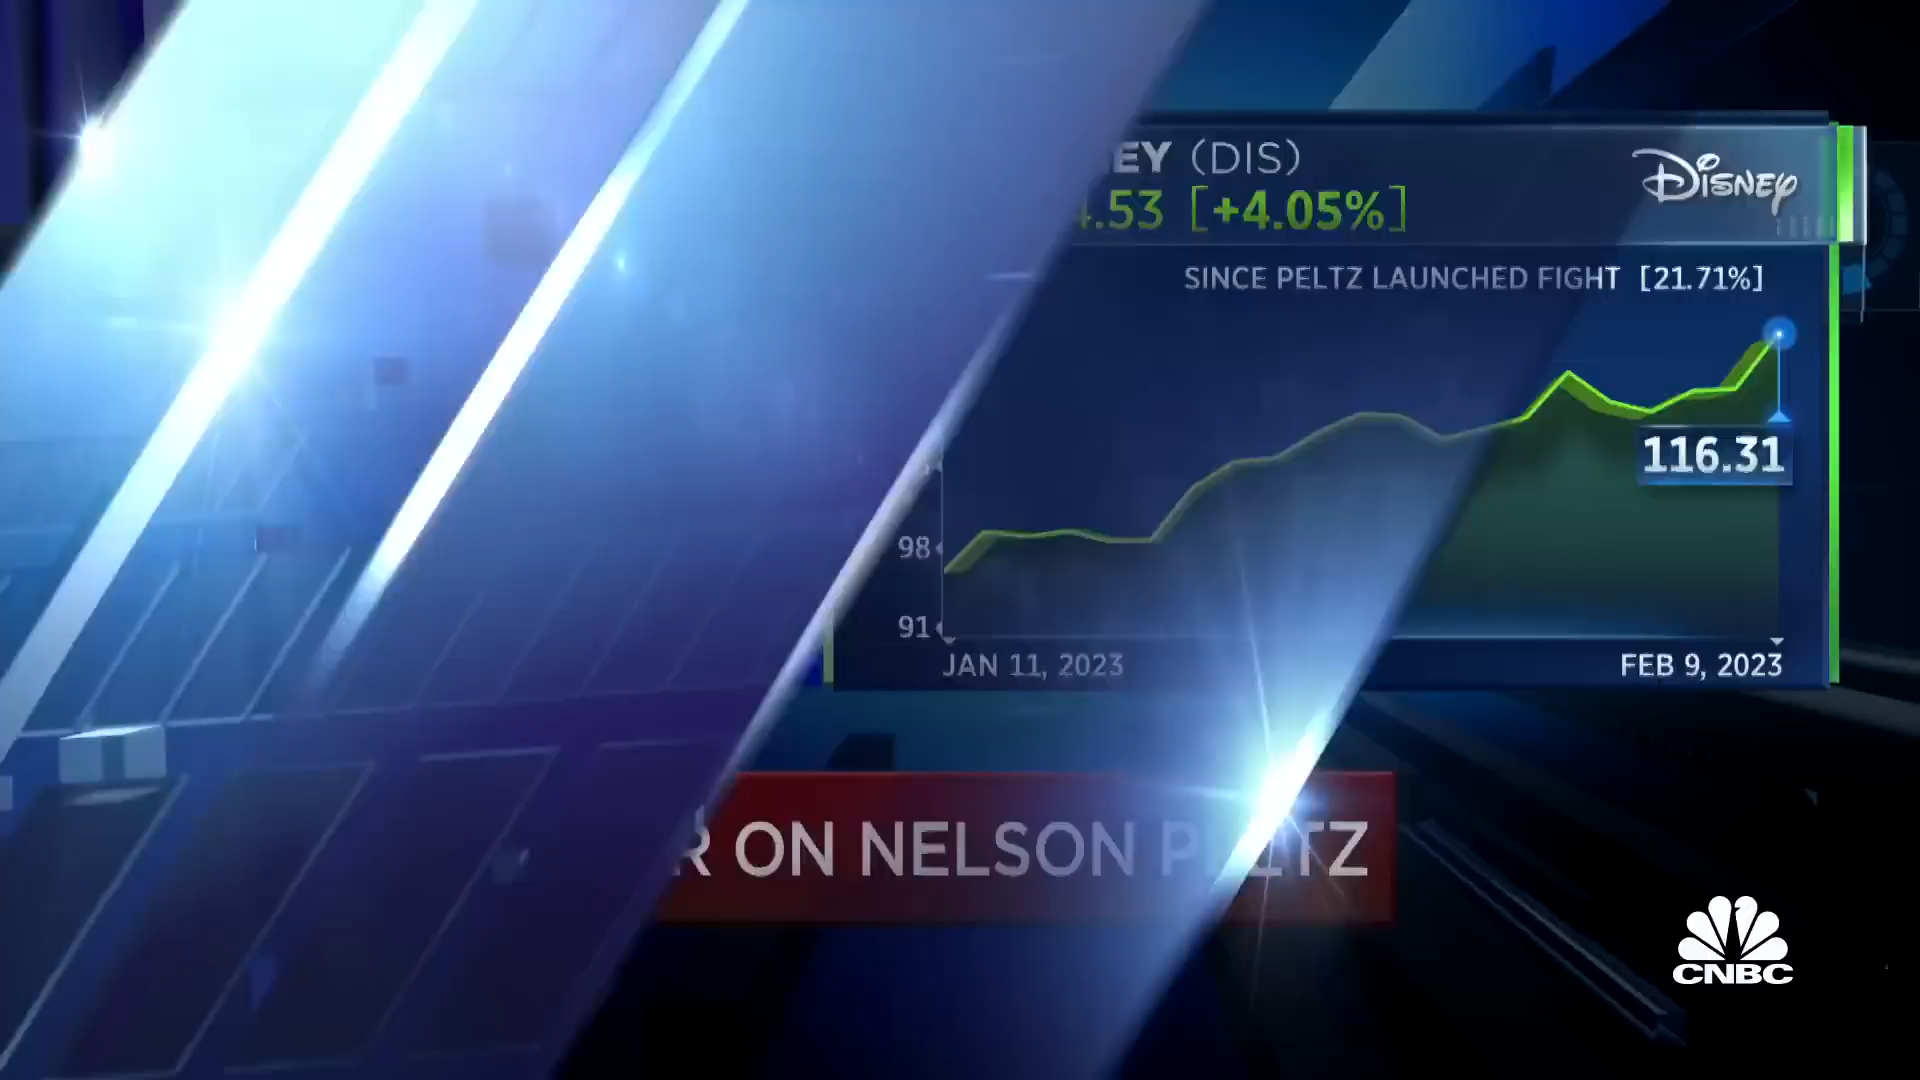 EY (DIS)
.53 [+4.05%]
DISNEY
SINCE PELTZ LAUNCHED FIGHT [21.71%]
116.31
98
91
JAN 11, 2023
FEB 9, 2023
R ON NELSON PELTZ
CNBC